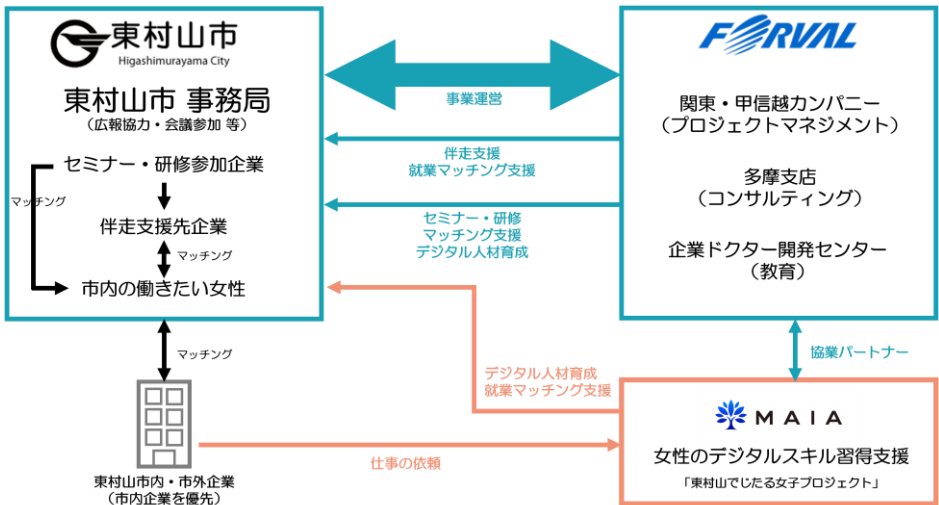 東村山市
Higashimurayama City
東村山市 事務局
（広報協力・会議参加 等）
セミナー・研修参加企業
マッチング
伴走支援先企業
マッチング
市内の働きたい女性
事業運営
伴走支援
就業マッチング支援
セミナー・研修
マッチング支援
デジタル人材育成
FORVAL
関東・甲信越カンパニー
（プロジェクトマネジメント）
多摩支店
（コンサルティング）
企業ドクター開発センター
（教育）
マッチング
協業パートナー
デジタル人材育成
就業マッチング支援
MAIA
女性のデジタルスキル習得支援
「東村山でじたる女子プロジェクト」
仕事の依頼
東村山市内・市外企業
（市内企業を優先）